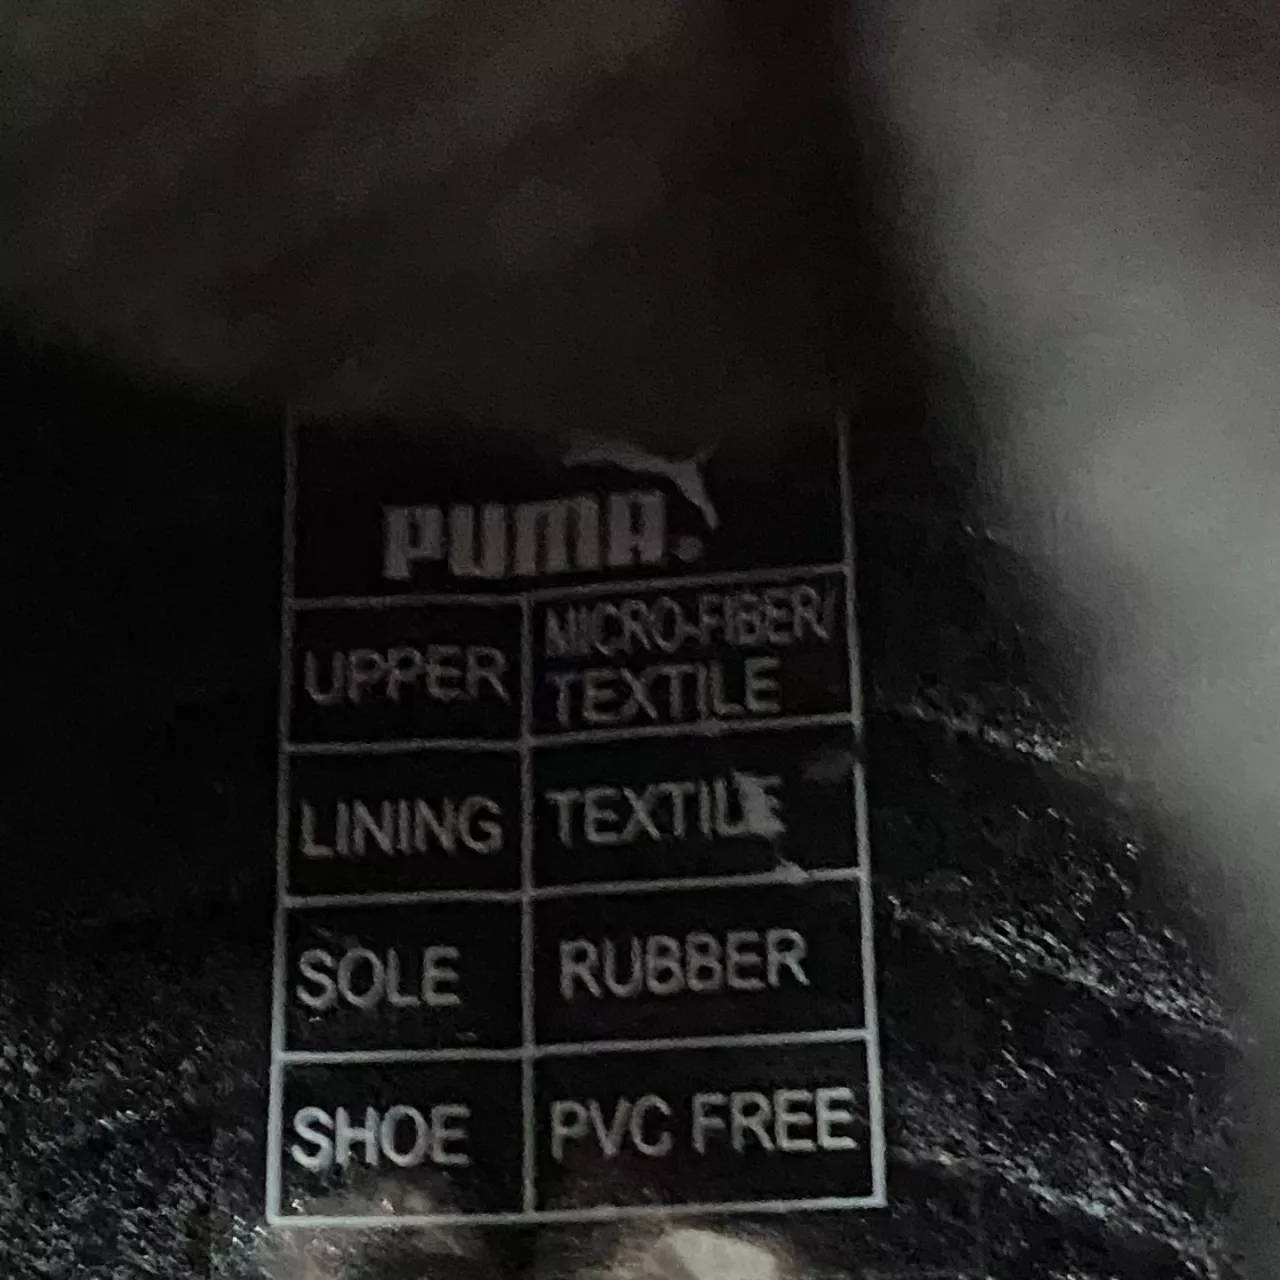 PUMA®
UPPER MICRO-FIBER/
TEXTILE
LINING TEXTILE
SOLE RUBBER
SHOE PVC FREE